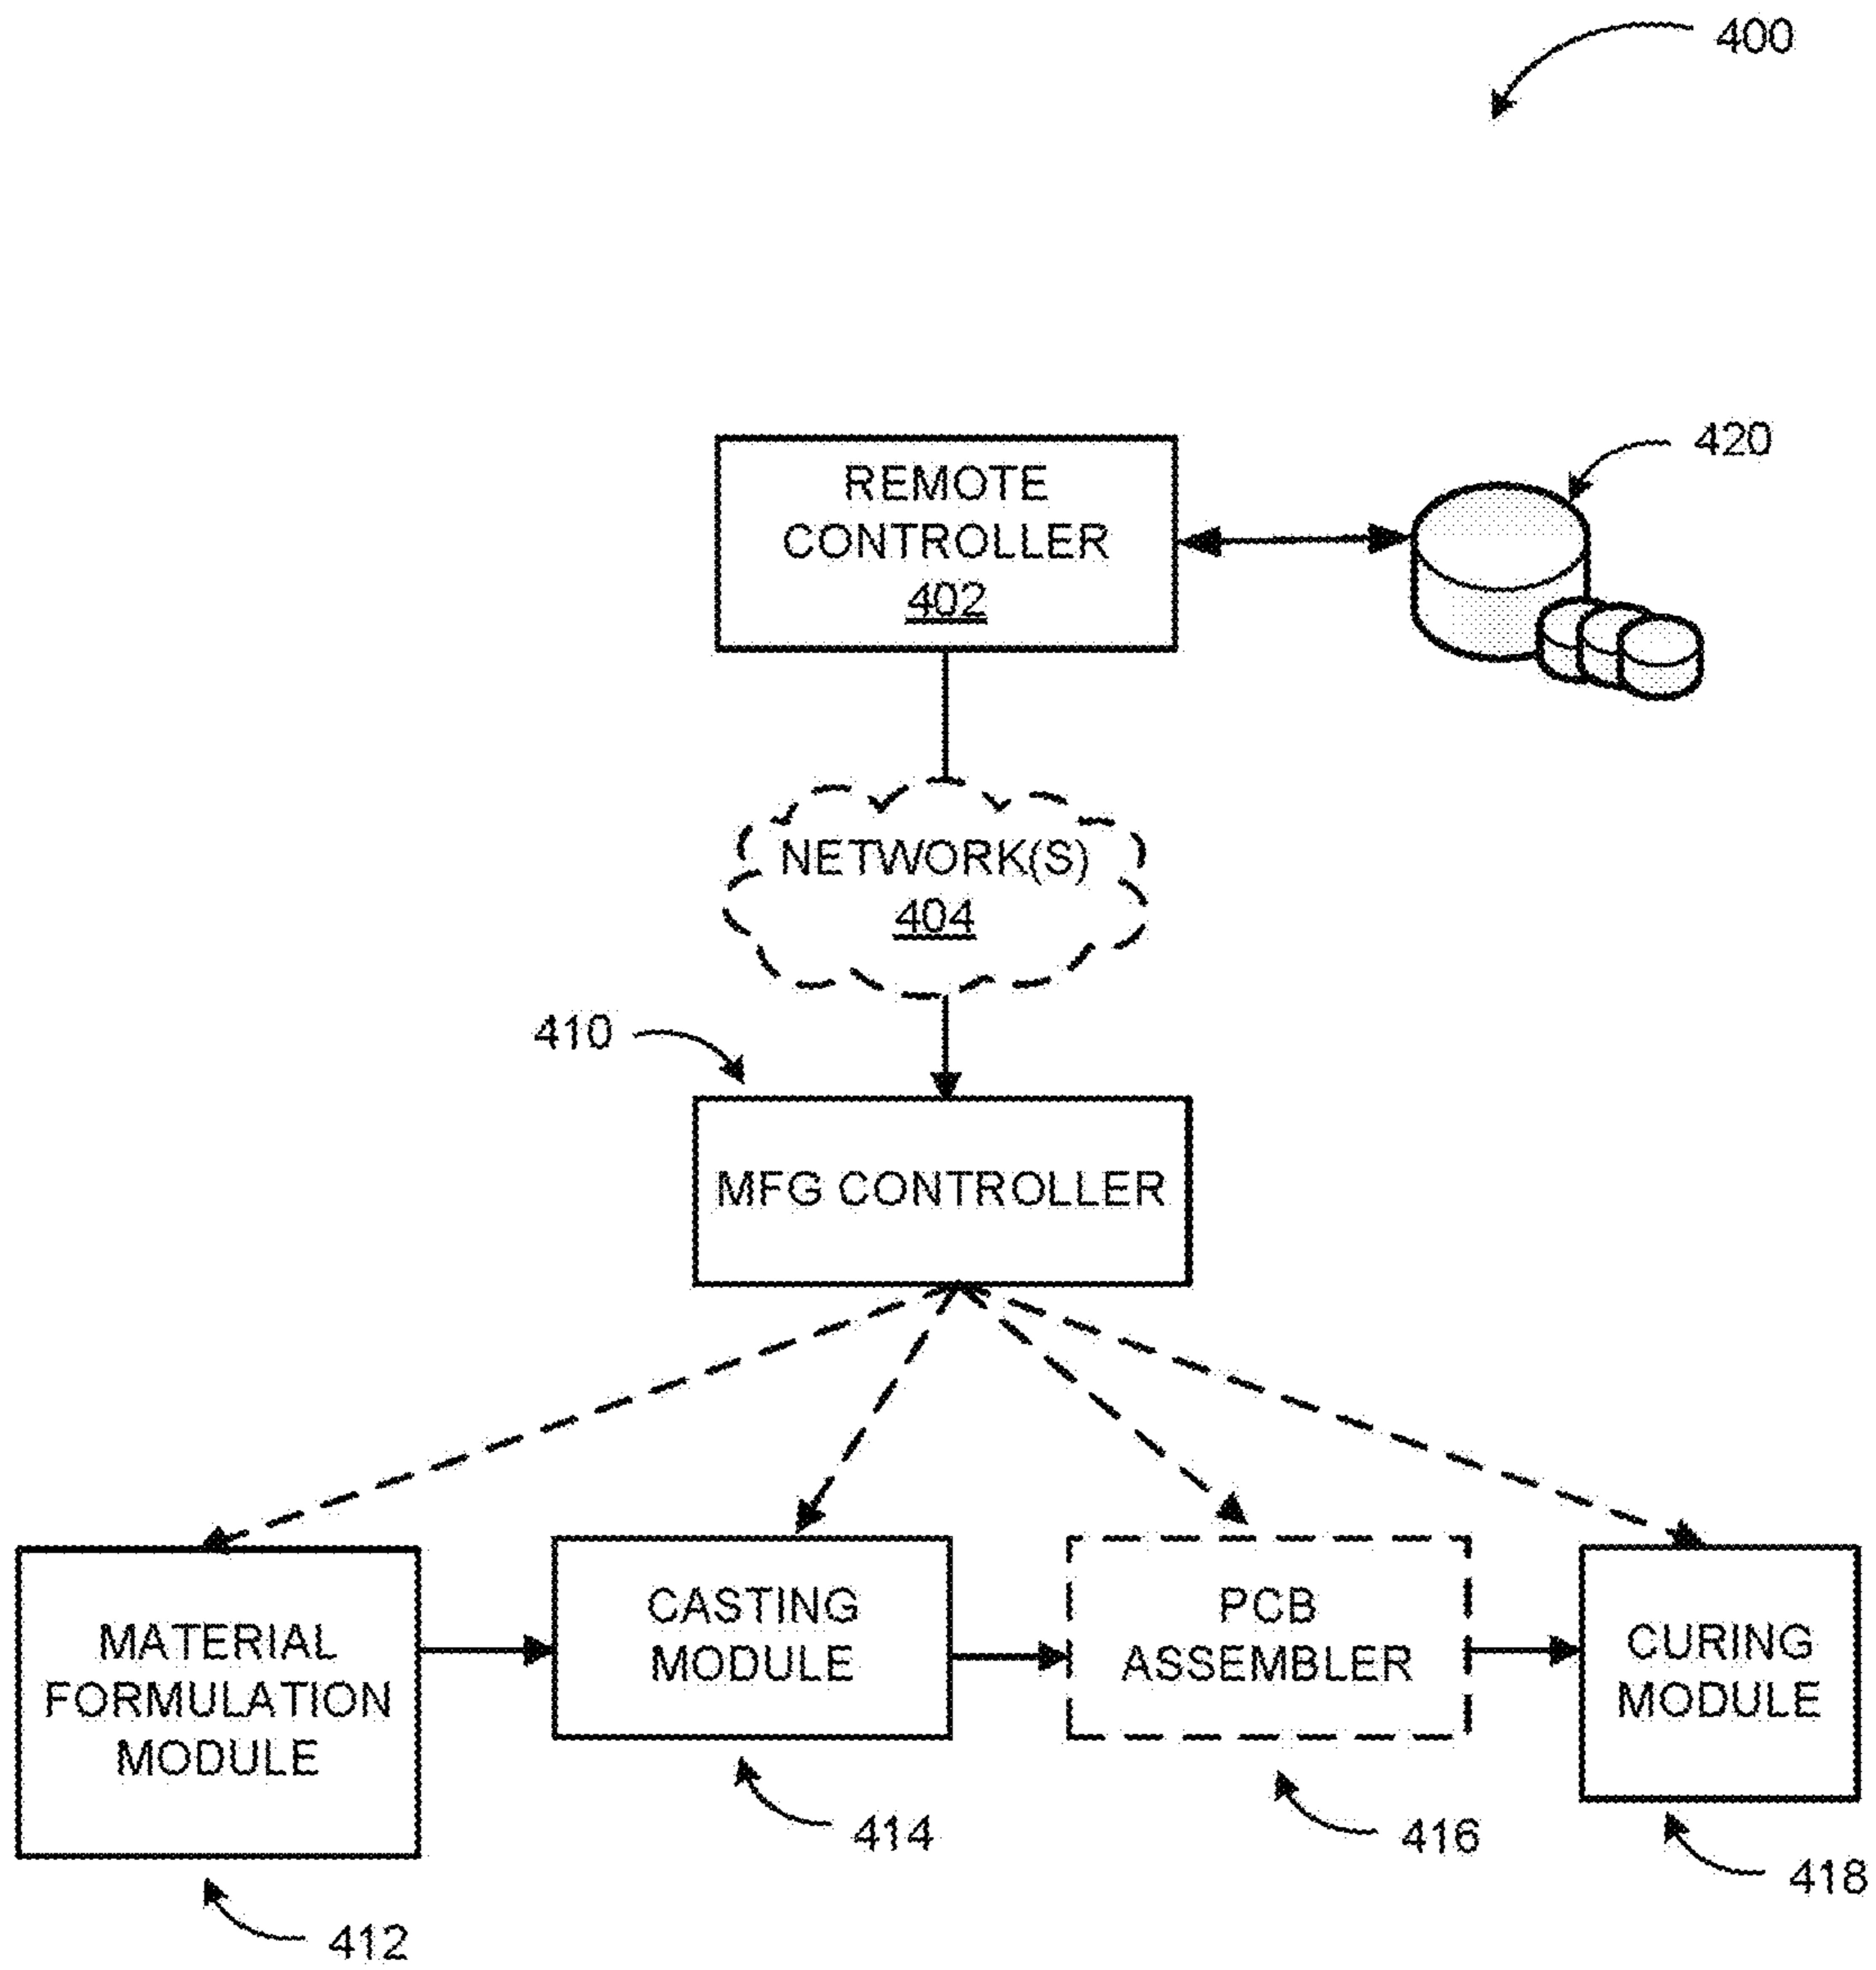 400
420
REMOTE
CONTROLLER
402
NETWORK(S)
404
410
MFG CONTROLLER
MATERIAL
FORMULATION
MODULE
CASTING
MODULE
PCB
ASSEMBLER
CURING
MODULE
412
414
416
418